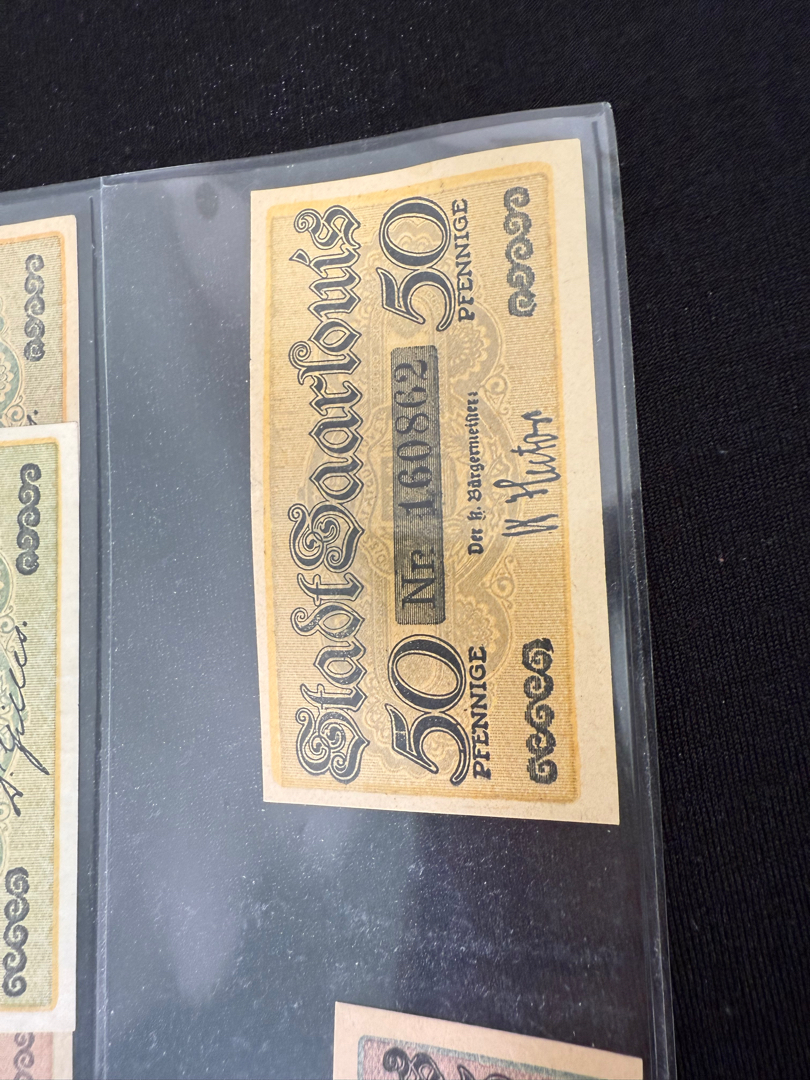 Stadt Saarlouis
50 Nr. 160862 50
PFENNIGE PFENNIGE
Der k. Bürgermeister: